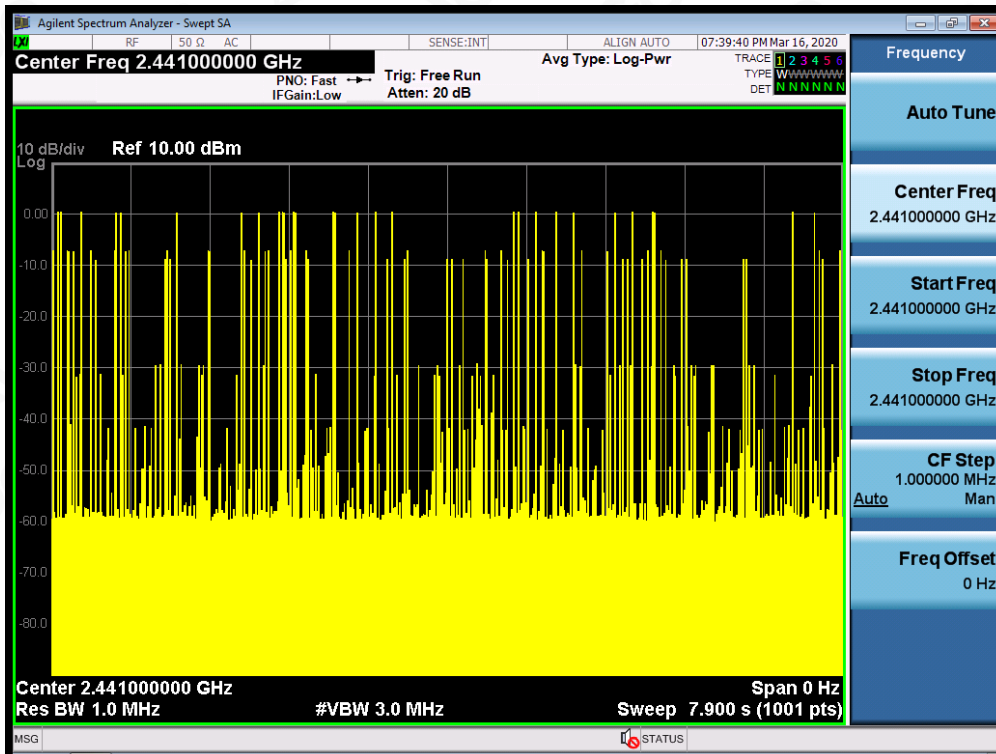 Agilent Spectrum Analyzer - Swept SA
LXI RF 50 Ω AC SENSE:INT ALIGN AUTO 07:39:40 PM Mar 16, 2020
Center Freq 2.441000000 GHz Avg Type: Log-Pwr TRACE 1 2 3 4 5 6
PNO: Fast Trig: Free Run TYPE W
IFGain:Low Atten: 20 dB DET N N N N N N
10 dB/div Ref 10.00 dBm
Log
0.00
-10.0
-20.0
-30.0
-40.0
-50.0
-60.0
-70.0
-80.0
Center 2.441000000 GHz Span 0 Hz
Res BW 1.0 MHz #VBW 3.0 MHz Sweep 7.900 s (1001 pts)
MSG STATUS
Frequency
Auto Tune
Center Freq
2.441000000 GHz
Start Freq
2.441000000 GHz
Stop Freq
2.441000000 GHz
CF Step
1.000000 MHz
Auto Man
Freq Offset
0 Hz